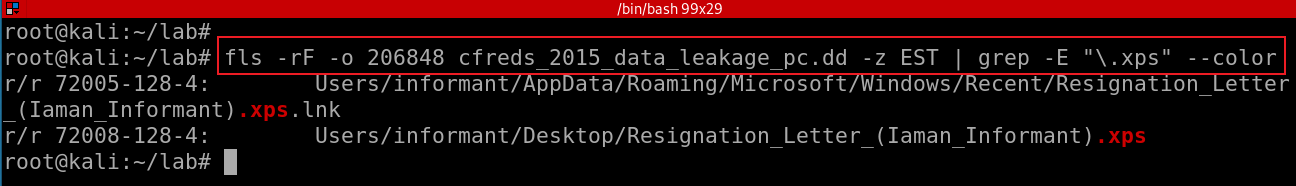 /bin/bash 99x29
root@kali:~/lab#
root@kali:~/lab# fls -rF -o 206848 cfreds_2015_data_leakage_pc.dd -z EST | grep -E "\.xps" --color
r/r 72005-128-4:        Users/informant/AppData/Roaming/Microsoft/Windows/Recent/Resignation_Letter
_(Iaman_Informant).xps.lnk
r/r 72008-128-4:        Users/informant/Desktop/Resignation_Letter_(Iaman_Informant).xps
root@kali:~/lab#